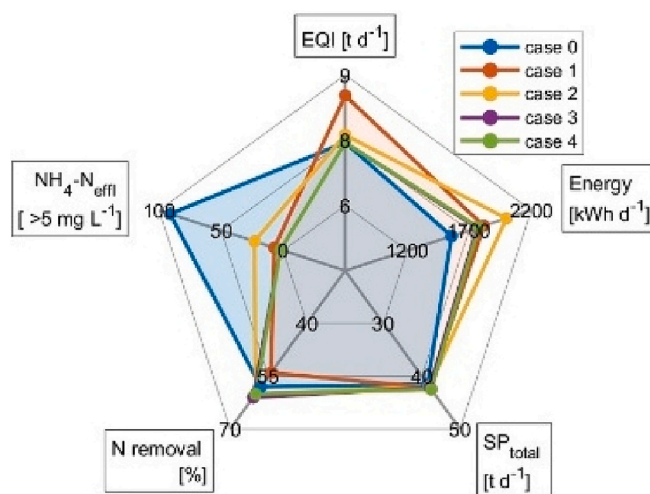 EQI [t d⁻¹]
case 0
case 1
case 2
case 3
case 4
9
8
6
NH₄-Nₑffl
[ >5 mg L⁻¹]
100
50
0
Energy
[kWh d⁻¹]
2200
1700
1200
40
30
55
40
N removal
[%]
70
50
SPtotal
[t d⁻¹]